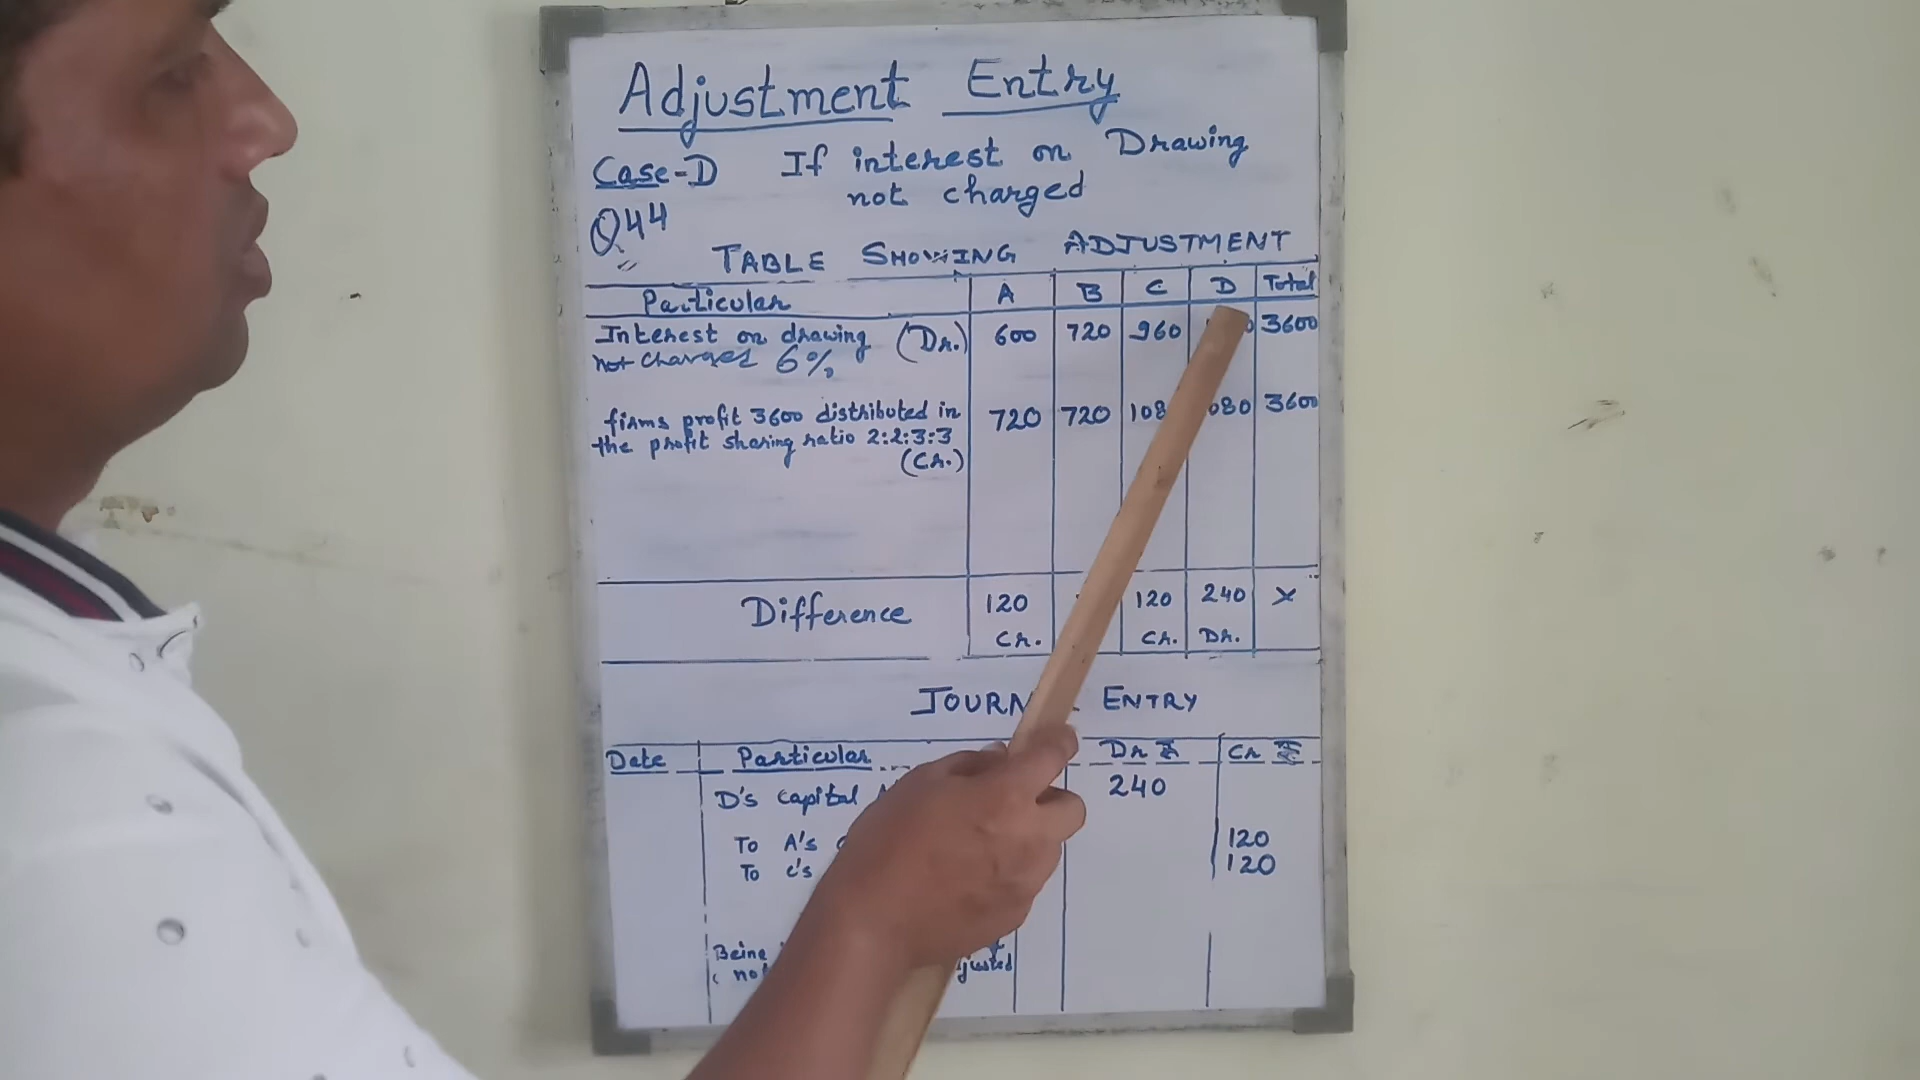 Adjustment Entry
Case-D If interest on Drawing
not charged
Q44
TABLE SHOWING ADJUSTMENT
Particular A B C D Total
Interest on drawing (Dr.) 600 720 960 3600
not charges 6%
firms profit 3600 distributed in 720 720 3600
the profit sharing ratio 2:2:3:3
(Cr.)
Difference 120 120 240 ×
Cr. Cr. Dr.
ENTRY
Date Particular Dr ₹ Cr ₹
D's Capital 240
To A's 120
To C's 120
Being